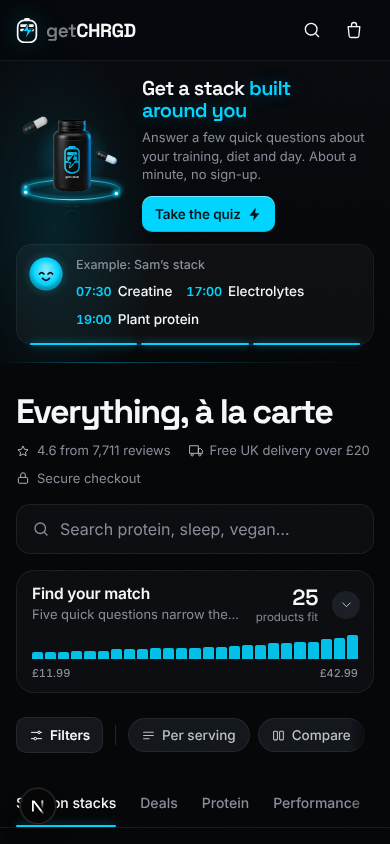 getCHRGD
Get a stack built
around you
Answer a few quick questions about
your training, diet and day. About a
minute, no sign-up.
Take the quiz
Example: Sam's stack
07:30 Creatine 17:00 Electrolytes
19:00 Plant protein
Everything, à la carte
4.6 from 7,711 reviews Free UK delivery over £20
Secure checkout
Search protein, sleep, vegan...
Find your match 25
Five quick questions narrow the... products fit
£11.99 £42.99
Filters Per serving Compare
on stacks Deals Protein Performance